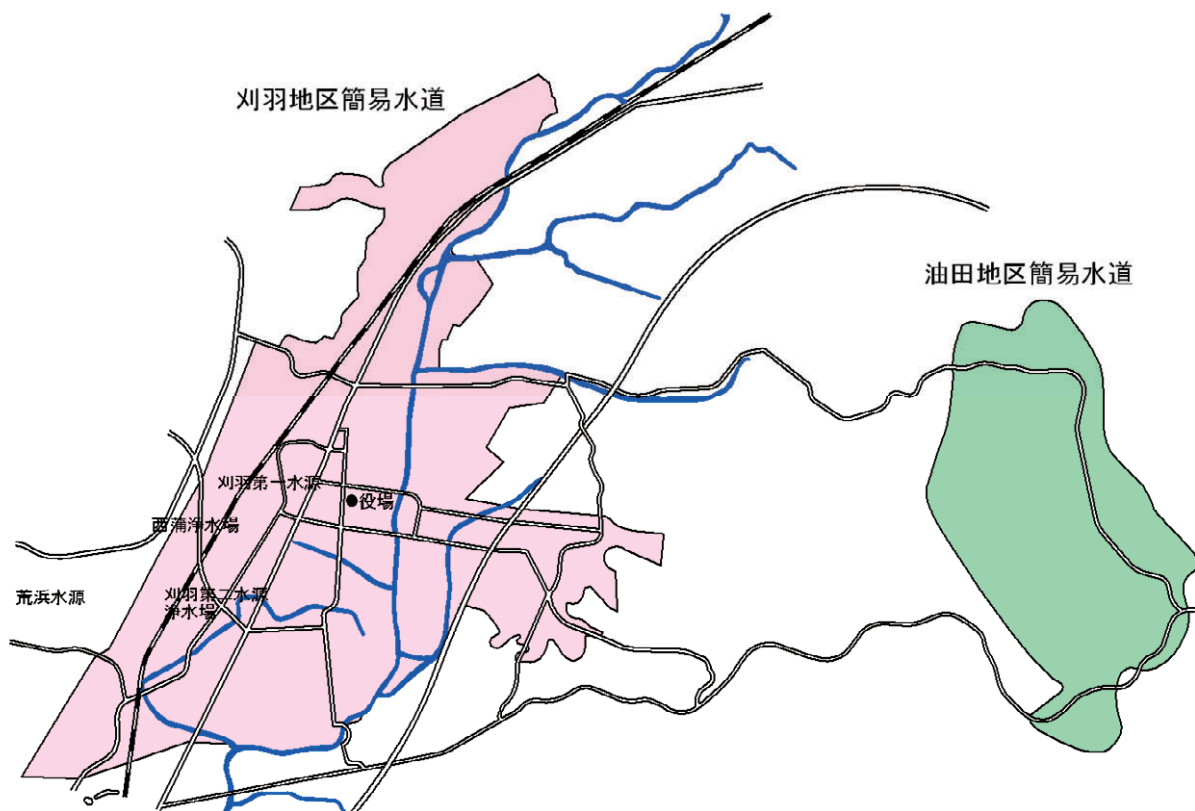 刈羽地区簡易水道
油田地区簡易水道
刈羽第一水源
役場
西蒲浄水場
荒浜水源
刈羽第二水源
浄水場